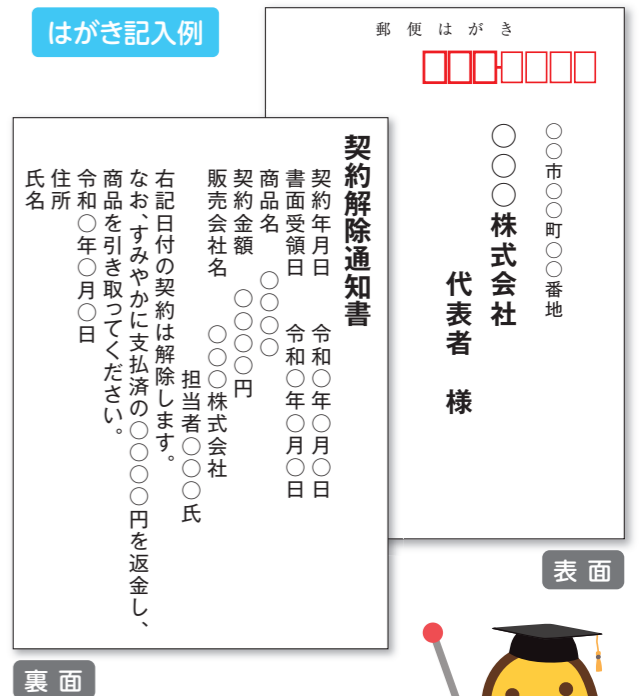 はがき記入例
郵便はがき
○○市○○町○○番地
○○○株式会社
代表者 様
表 面
契約解除通知書
契約年月日 令和○年○月○日
書面受領日 令和○年○月○日
商品名 ○○○○
契約金額 ○○○○円
販売会社名 ○○○株式会社
担当者○○○氏
右記日付の契約は解除します。
なお、すみやかに支払済の○○○○円を返金し、
商品を引き取ってください。
令和○年○月○日
住所
氏名
裏 面